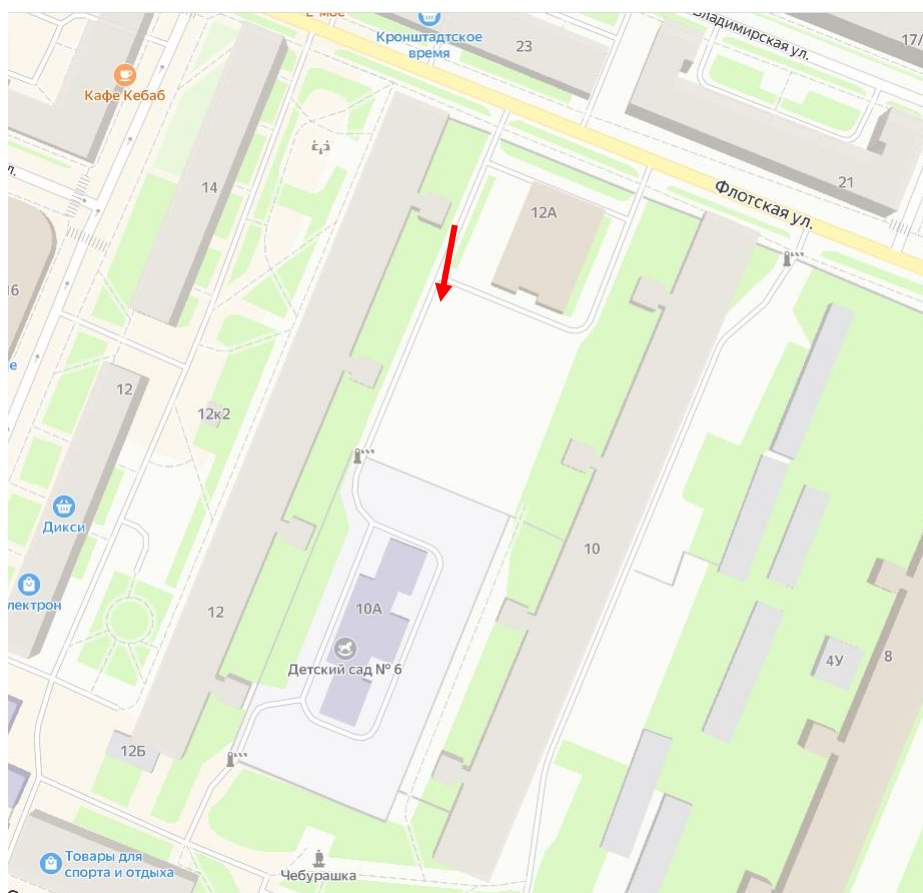 Кронштадтское
время
23
Владимирская ул.
17/
Кафе Кебаб
14
12А
21
Флотская ул.
16
12
12к2
Дикси
10
12
10А
Детский сад № 6
4У
8
12Б
Товары для
спорта и отдыха
Чебурашка